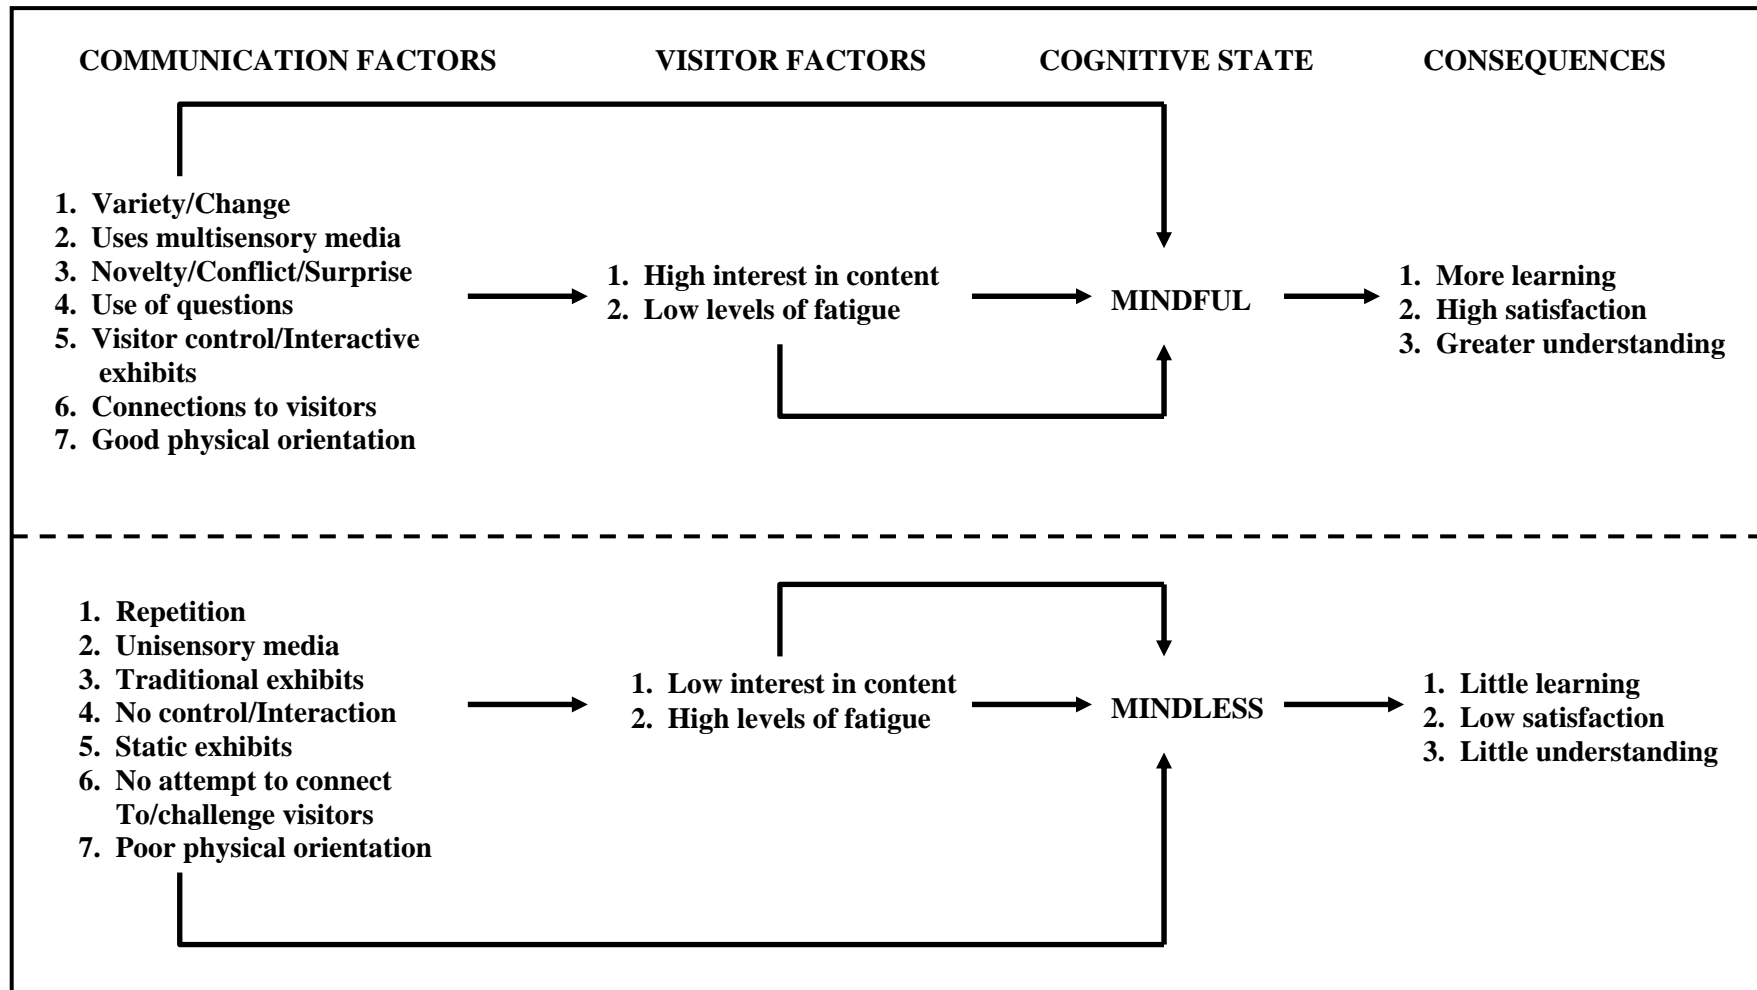 COMMUNICATION FACTORS VISITOR FACTORS COGNITIVE STATE CONSEQUENCES
1. Variety/Change
2. Uses multisensory media
3. Novelty/Conflict/Surprise
4. Use of questions
5. Visitor control/Interactive
exhibits
6. Connections to visitors
7. Good physical orientation
1. High interest in content
2. Low levels of fatigue
MINDFUL
1. More learning
2. High satisfaction
3. Greater understanding
1. Repetition
2. Unisensory media
3. Traditional exhibits
4. No control/Interaction
5. Static exhibits
6. No attempt to connect
To/challenge visitors
7. Poor physical orientation
1. Low interest in content
2. High levels of fatigue
MINDLESS
1. Little learning
2. Low satisfaction
3. Little understanding